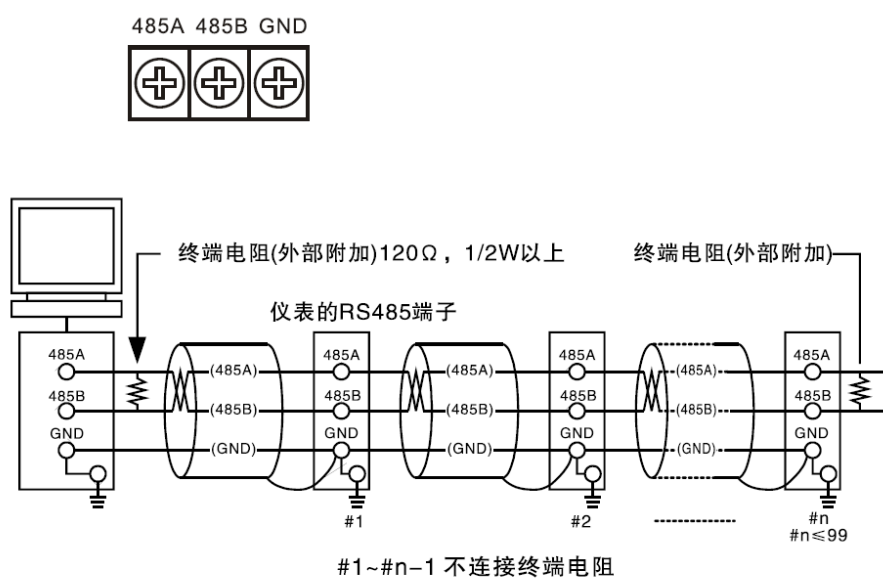 485A 485B GND
终端电阻(外部附加)120Ω，1/2W以上
终端电阻(外部附加)
仪表的RS485端子
485A (485A) 485A (485A) 485A (485A) 485A
485B (485B) 485B (485B) 485B (485B) 485B
GND (GND) GND (GND) GND (GND) GND
#1 #2 #n
#n≤99
#1~#n−1 不连接终端电阻